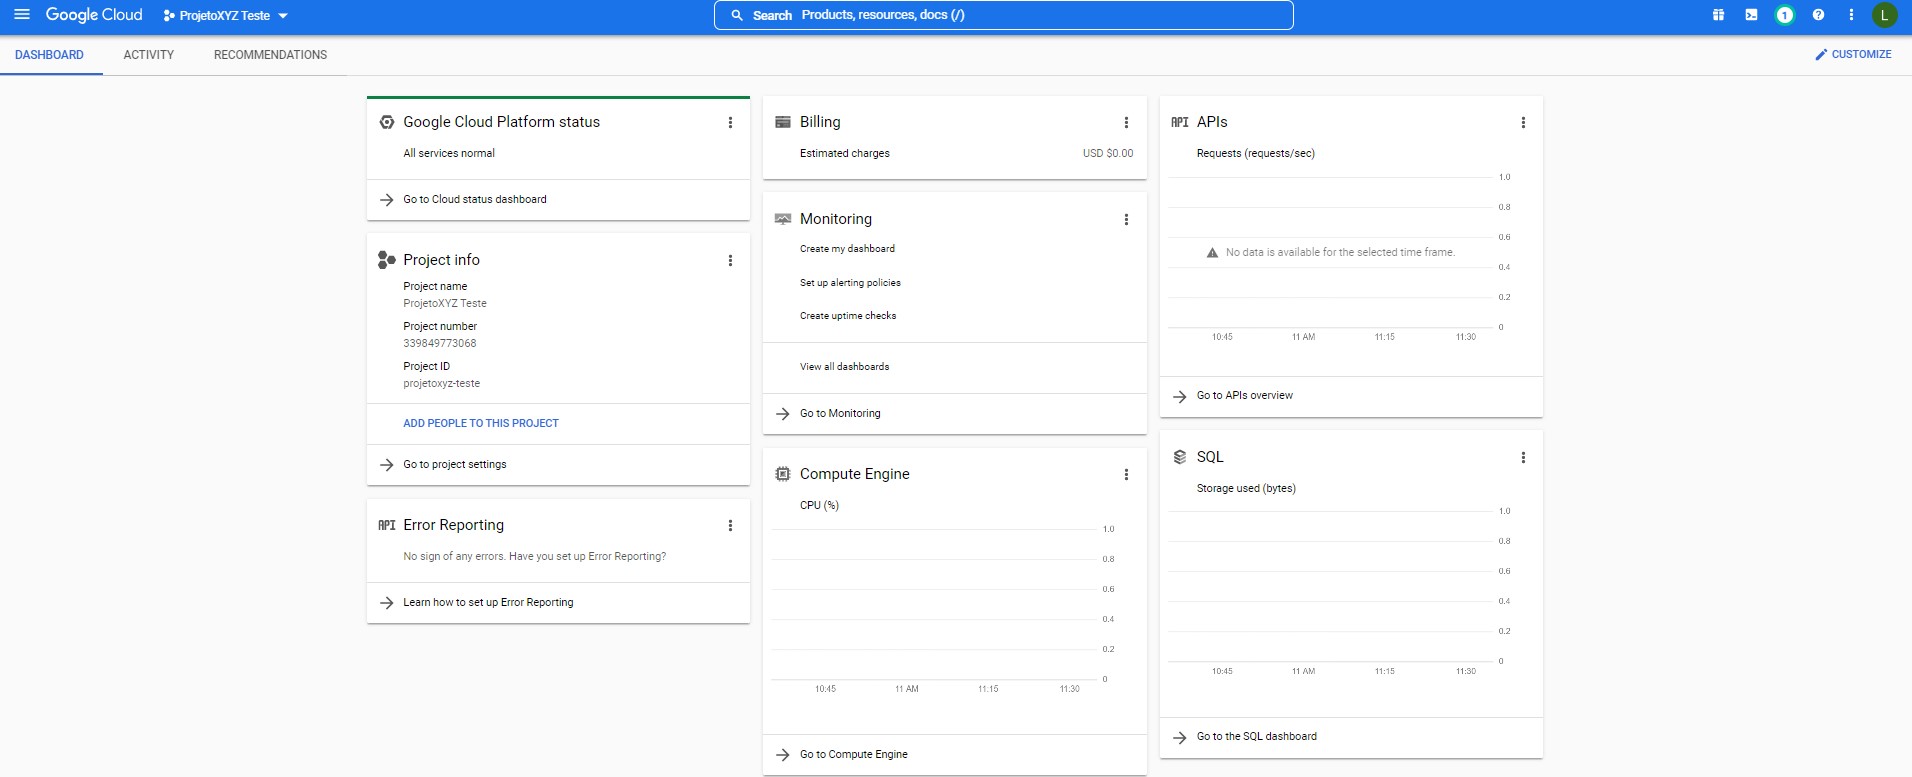 Google Cloud
ProjetoXYZ Teste
Search Products, resources, docs (/)
1
L
DASHBOARD
ACTIVITY
RECOMMENDATIONS
CUSTOMIZE
Google Cloud Platform status
All services normal
Go to Cloud status dashboard
Project info
Project name
ProjetoXYZ Teste
Project number
339849773068
Project ID
projetoxyz-teste
ADD PEOPLE TO THIS PROJECT
Go to project settings
API Error Reporting
No sign of any errors. Have you set up Error Reporting?
Learn how to set up Error Reporting
Billing
Estimated charges USD $0.00
Monitoring
Create my dashboard
Set up alerting policies
Create uptime checks
View all dashboards
Go to Monitoring
Compute Engine
CPU (%)
1.0
0.8
0.6
0.4
0.2
0
10:45 11 AM 11:15 11:30
Go to Compute Engine
API APIs
Requests (requests/sec)
1.0
0.8
0.6
No data is available for the selected time frame.
0.4
0.2
0
10:45 11 AM 11:15 11:30
Go to APIs overview
SQL
Storage used (bytes)
1.0
0.8
0.6
0.4
0.2
0
10:45 11 AM 11:15 11:30
Go to the SQL dashboard